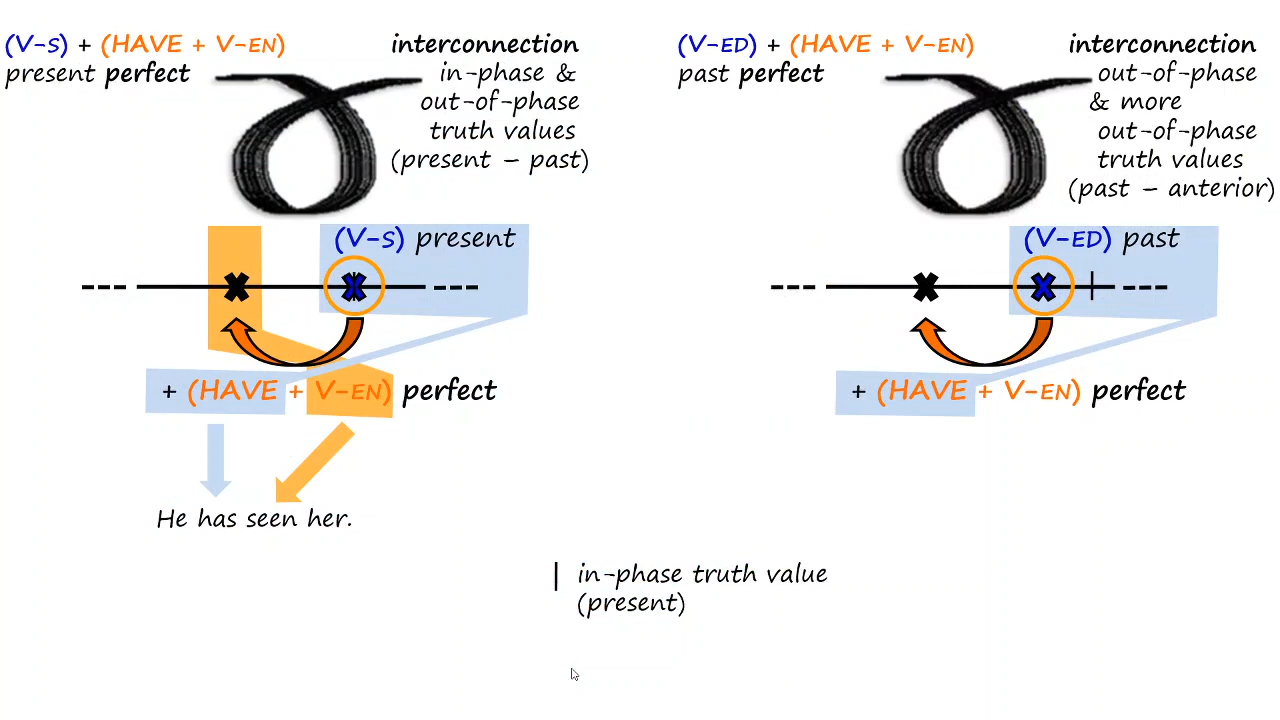 (V-S) + (HAVE + V-EN)
present perfect
interconnection
in-phase &
out-of-phase
truth values
(present – past)
(V-S) present
+ (HAVE + V-EN) perfect
He has seen her.
(V-ED) + (HAVE + V-EN)
past perfect
interconnection
out-of-phase
& more
out-of-phase
truth values
(past – anterior)
(V-ED) past
+ (HAVE + V-EN) perfect
| in-phase truth value
(present)